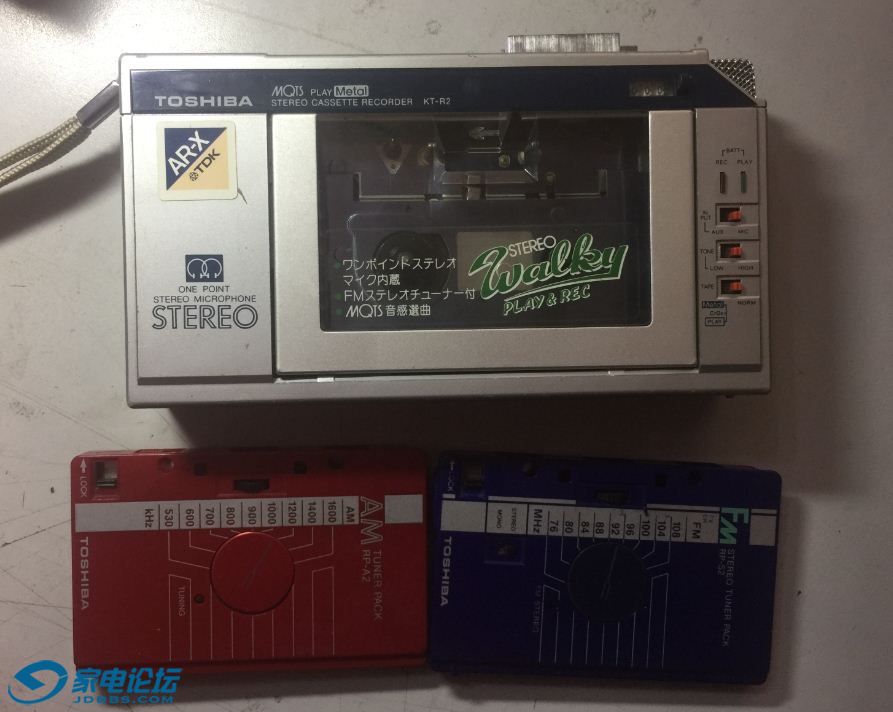 TOSHIBA
MQTS PLAY Metal
STEREO CASSETTE RECORDER KT-R2
AR-X
TDK
ONE POINT
STEREO MICROPHONE
STEREO
ワンポイントステレオ
マイク内蔵
FMステレオチューナー付
MQTS 音感選曲
STEREO
Walky
PLAY & REC
BATT
REC PLAY
IN PUT
AUX MIC
TONE
LOW HIGH
TAPE
Metal NORM
CrO₂
PLAY
LOCK
AM
1600
1400
1200
1000
900
800
700
600
530
kHz
AM TUNER PACK
RP-A2
TUNING
TOSHIBA
LOCK
FM
108
104
100
96
92
88
84
80
76
MHz
STEREO
MONO
FM STEREO TUNER PACK
RP-S2
FM STEREO
TOSHIBA
家电论坛
JDBBS.COM